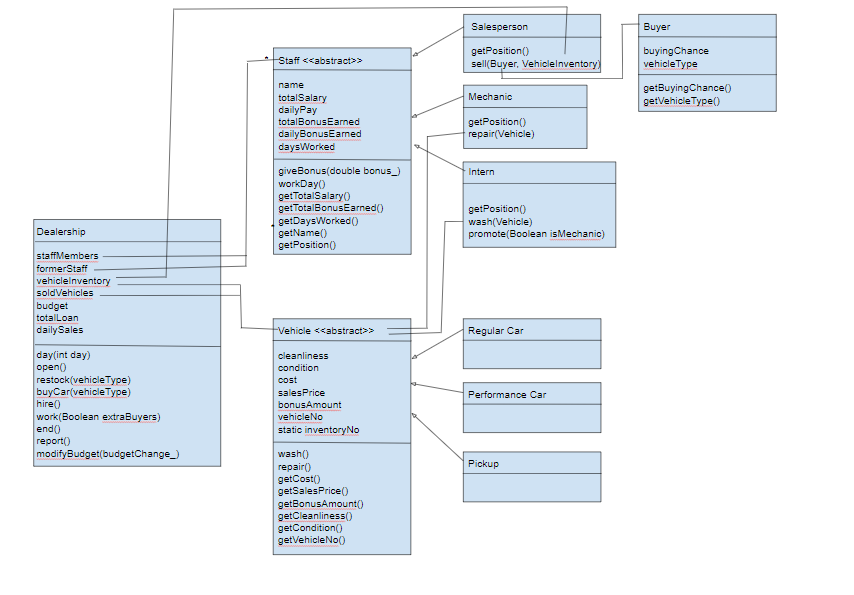 Salesperson
getPosition()
sell(Buyer, VehicleInventory)
Buyer
buyingChance
vehicleType
getBuyingChance()
getVehicleType()
Staff <<abstract>>
name
totalSalary
dailyPay
totalBonusEarned
dailyBonusEarned
daysWorked
giveBonus(double bonus_)
workDay()
getTotalSalary()
getTotalBonusEarned()
getDaysWorked()
getName()
getPosition()
Mechanic
getPosition()
repair(Vehicle)
Intern
getPosition()
wash(Vehicle)
promote(Boolean isMechanic)
Dealership
staffMembers
formerStaff
vehicleInventory
soldVehicles
budget
totalLoan
dailySales
day(int day)
open()
restock(vehicleType)
buyCar(vehicleType)
hire()
work(Boolean extraBuyers)
end()
report()
modifyBudget(budgetChange_)
Vehicle <<abstract>>
cleanliness
condition
cost
salesPrice
bonusAmount
vehicleNo
static inventoryNo
wash()
repair()
getCost()
getSalesPrice()
getBonusAmount()
getCleanliness()
getCondition()
getVehicleNo()
Regular Car
Performance Car
Pickup